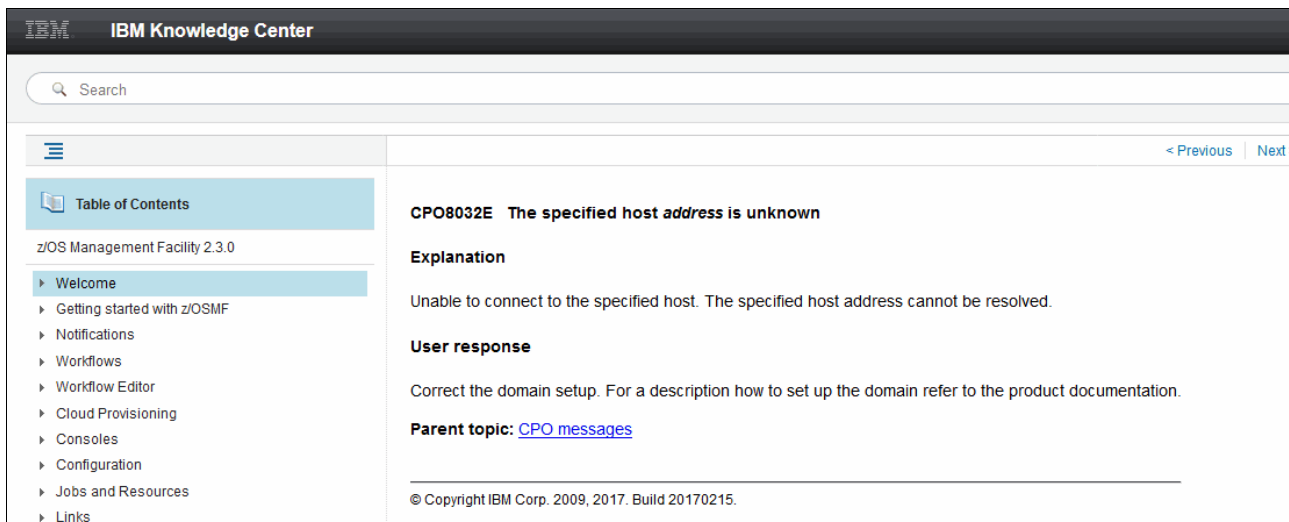 IBM. IBM Knowledge Center
Search
< Previous Next
Table of Contents
z/OS Management Facility 2.3.0
Welcome
Getting started with z/OSMF
Notifications
Workflows
Workflow Editor
Cloud Provisioning
Consoles
Configuration
Jobs and Resources
Links
CPO8032E The specified host address is unknown
Explanation
Unable to connect to the specified host. The specified host address cannot be resolved.
User response
Correct the domain setup. For a description how to set up the domain refer to the product documentation.
Parent topic: CPO messages
© Copyright IBM Corp. 2009, 2017. Build 20170215.